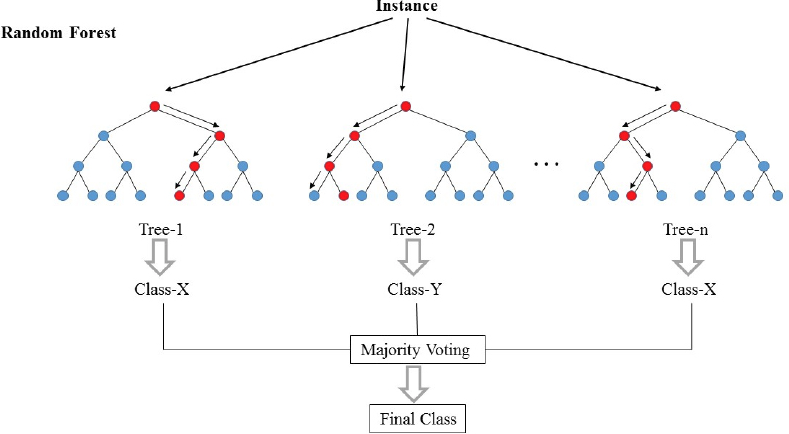 Instance
Random Forest
. . .
Tree-1
Tree-2
Tree-n
Class-X
Class-Y
Class-X
Majority Voting
Final Class